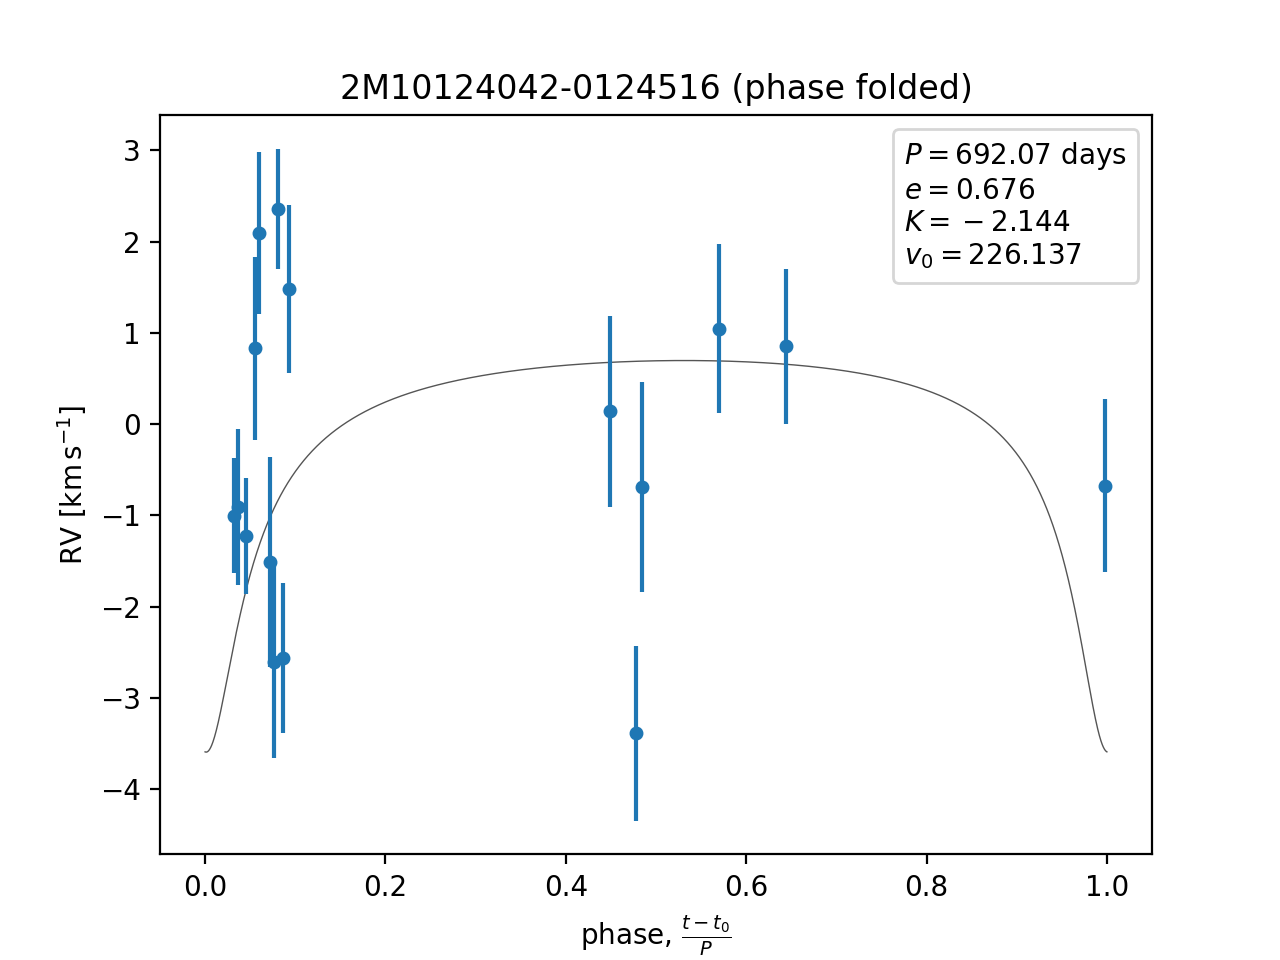 2M10124042-0124516 (phase folded)
P = 692.07 days
e = 0.676
K = −2.144
v₀ = 226.137
3
2
1
0
−1
−2
−3
−4
RV [km s⁻¹]
0.0 0.2 0.4 0.6 0.8 1.0
phase, (t − t₀)/P